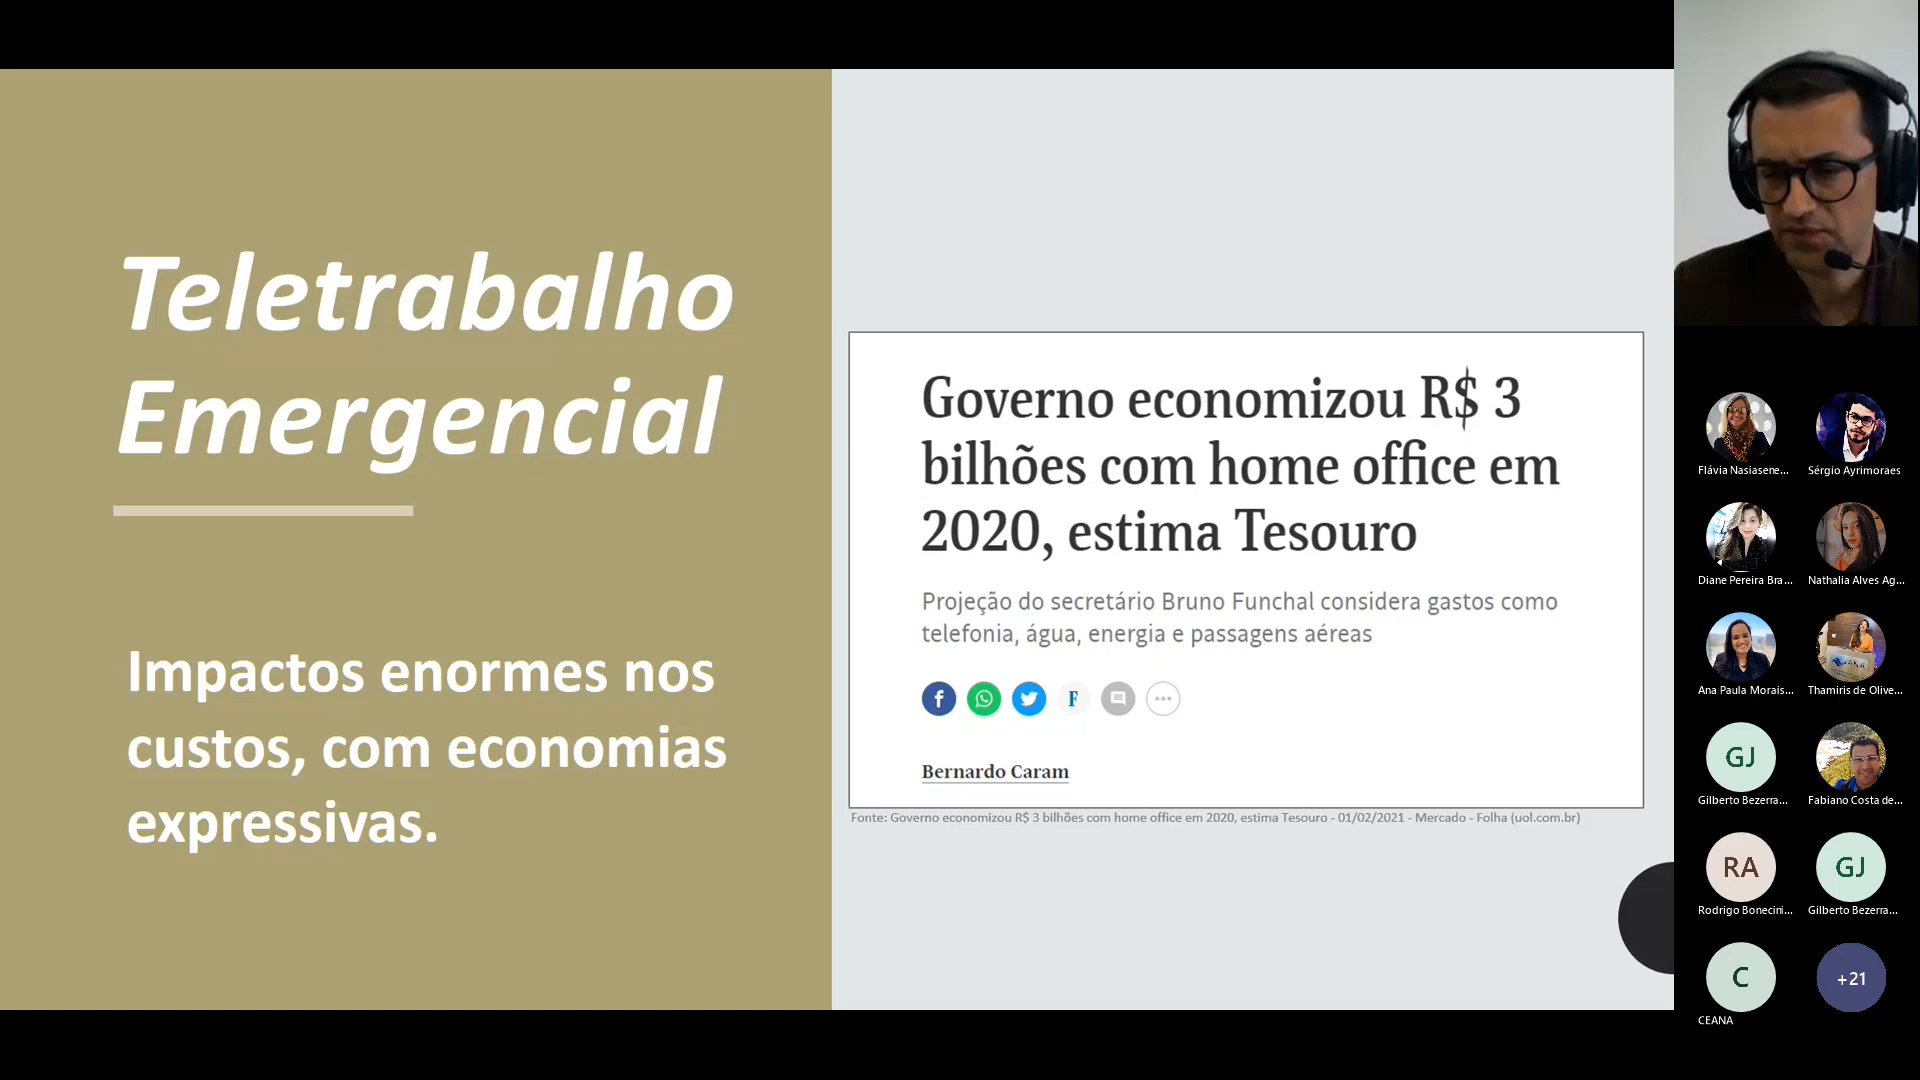 Teletrabalho
Emergencial
Impactos enormes nos
custos, com economias
expressivas.
Governo economizou R$ 3
bilhões com home office em
2020, estima Tesouro
Projeção do secretário Bruno Funchal considera gastos como
telefonia, água, energia e passagens aéreas
f
F
Bernardo Caram
Fonte: Governo economizou R$ 3 bilhões com home office em 2020, estima Tesouro - 01/02/2021 - Mercado - Folha (uol.com.br)
Flávia Nasiasene...
Sérgio Ayrimoraes
Diane Pereira Bra...
Nathalia Alves Ag...
Ana Paula Morais...
Thamiris de Olive...
GJ
Gilberto Bezerra...
Fabiano Costa de...
RA
Rodrigo Bonecini...
GJ
Gilberto Bezerra...
C
CEANA
+21